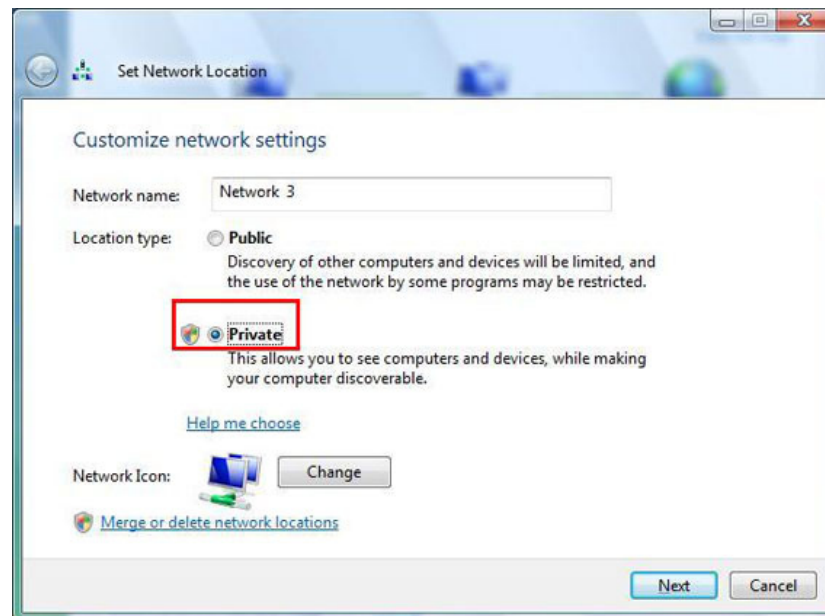 Set Network Location
Customize network settings
Network name: Network 3
Location type: Public
Discovery of other computers and devices will be limited, and
the use of the network by some programs may be restricted.
Private
This allows you to see computers and devices, while making
your computer discoverable.
Help me choose
Network Icon: Change
Merge or delete network locations
Next Cancel